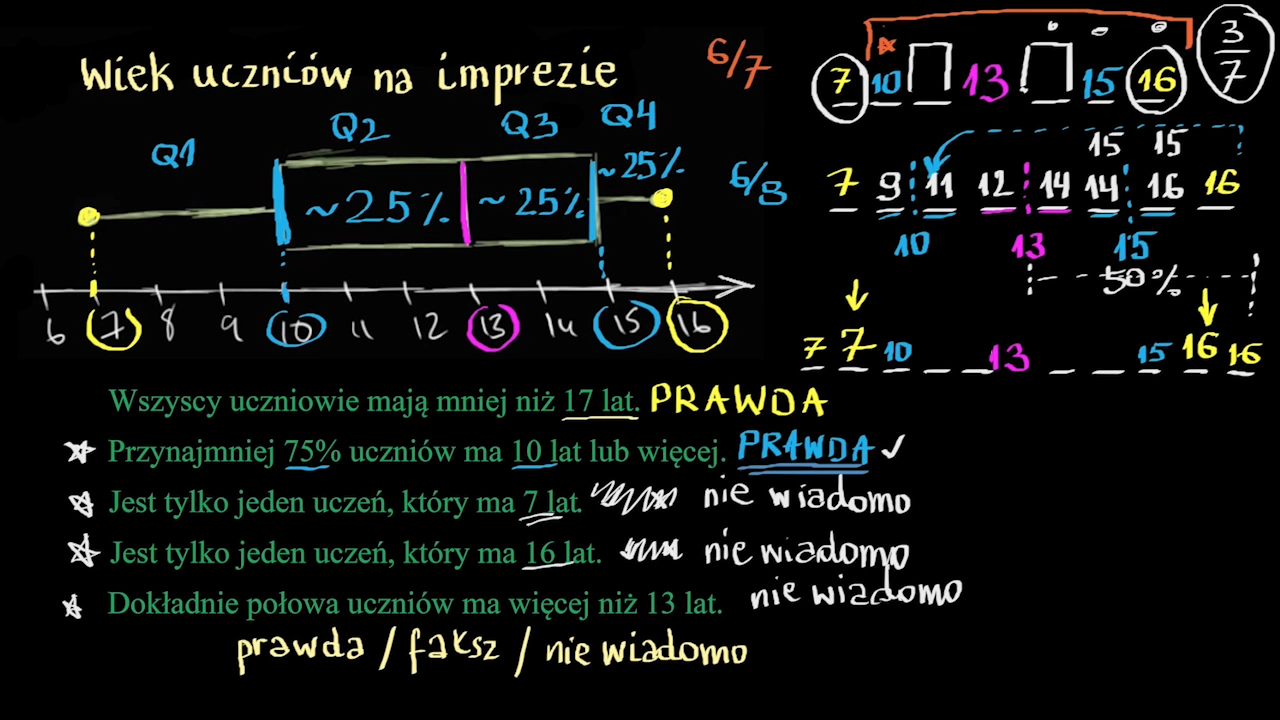 Wiek uczniów na imprezie
Q1 Q2 Q3 Q4
~25% ~25% ~25%
6 7 8 9 10 11 12 13 14 15 16
6/7
7 10 13 15 16
3/7
15 15
6/8
7 9 11 12 14 14 16 16
10 13 15
50%
7 7 10 13 15 16 16
Wszyscy uczniowie mają mniej niż 17 lat. PRAWDA
Przynajmniej 75% uczniów ma 10 lat lub więcej. PRAWDA ✓
Jest tylko jeden uczeń, który ma 7 lat. nie wiadomo
Jest tylko jeden uczeń, który ma 16 lat. nie wiadomo
Dokładnie połowa uczniów ma więcej niż 13 lat. nie wiadomo
prawda / fałsz / nie wiadomo